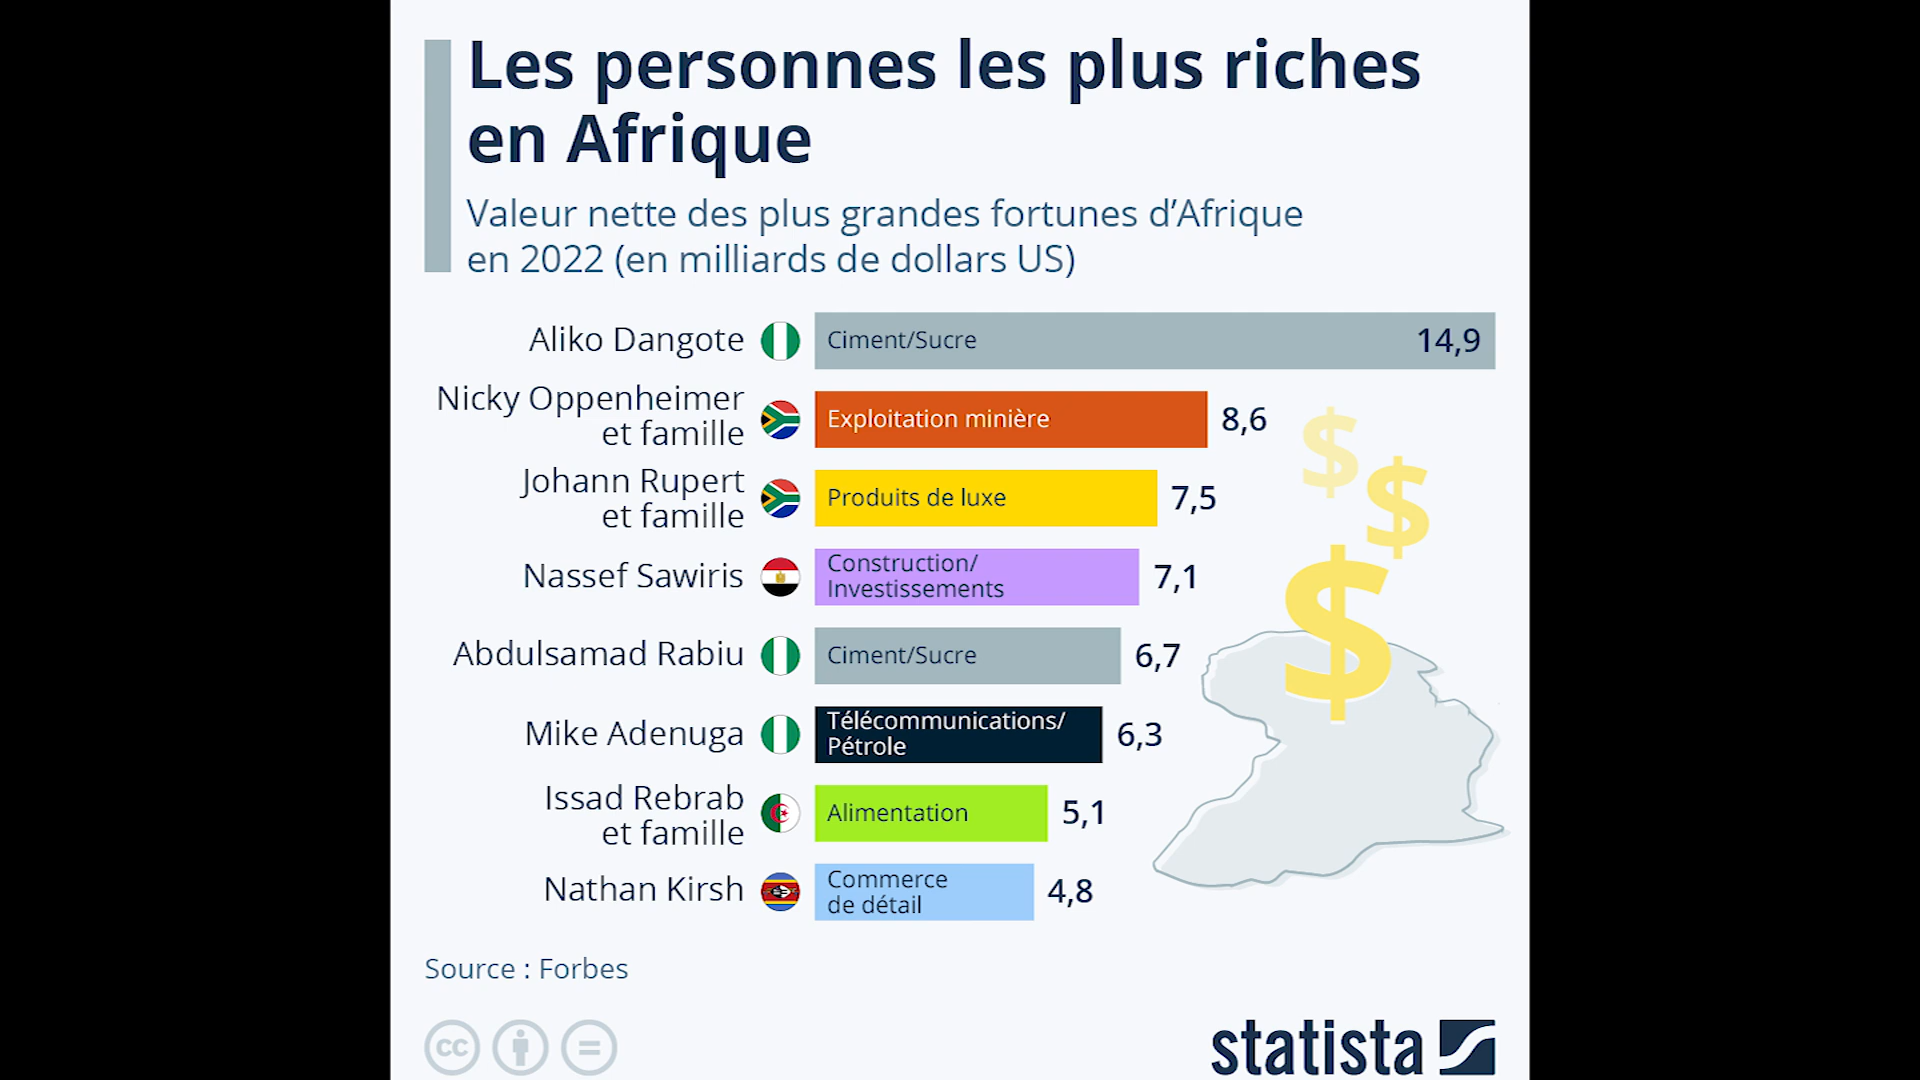 Les personnes les plus riches
en Afrique
Valeur nette des plus grandes fortunes d’Afrique
en 2022 (en milliards de dollars US)
Aliko Dangote Ciment/Sucre 14,9
Nicky Oppenheimer
et famille
Exploitation minière 8,6
Johann Rupert
et famille
Produits de luxe 7,5
Nassef Sawiris
Construction/
Investissements
7,1
Abdulsamad Rabiu Ciment/Sucre 6,7
Mike Adenuga
Télécommunications/
Pétrole
6,3
Issad Rebrab
et famille
Alimentation 5,1
Nathan Kirsh
Commerce
de détail
4,8
$
$
$
Source : Forbes
cc =
statista